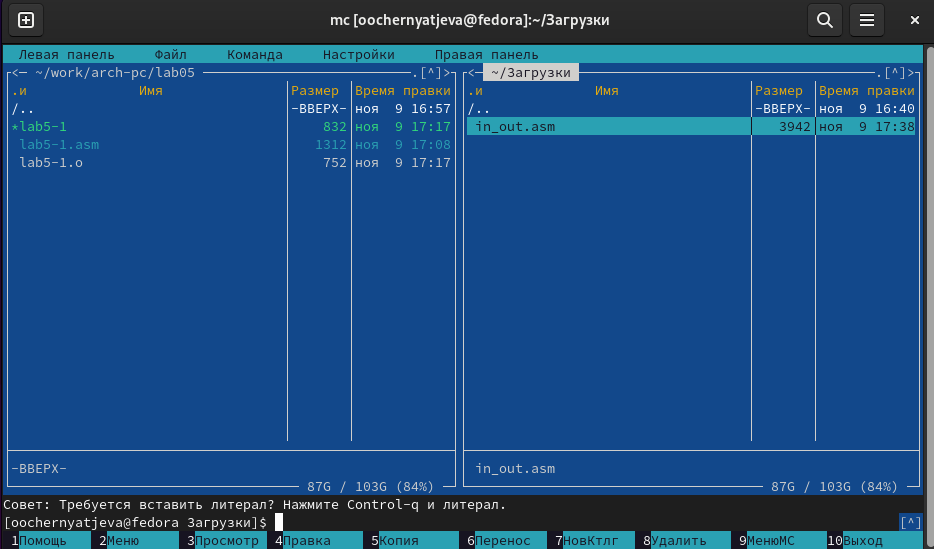 mc [oochernyatjeva@fedora]:~/Загрузки
Левая панель Файл Команда Настройки Правая панель
<─ ~/work/arch-pc/lab05 ─.[^]> <─ ~/Загрузки ─.[^]>
.и Имя Размер Время правки .и Имя Размер Время правки
/.. -ВВЕРХ- ноя 9 16:57 /.. -ВВЕРХ- ноя 9 16:40
*lab5-1 832 ноя 9 17:17 in_out.asm 3942 ноя 9 17:38
lab5-1.asm 1312 ноя 9 17:08
lab5-1.o 752 ноя 9 17:17
-ВВЕРХ- in_out.asm
87G / 103G (84%) 87G / 103G (84%)
Совет: Требуется вставить литерал? Нажмите Control-q и литерал.
[oochernyatjeva@fedora Загрузки]$ [^]
1Помощь 2Меню 3Просмотр 4Правка 5Копия 6Перенос 7НовКтлг 8Удалить 9МенюМС 10Выход